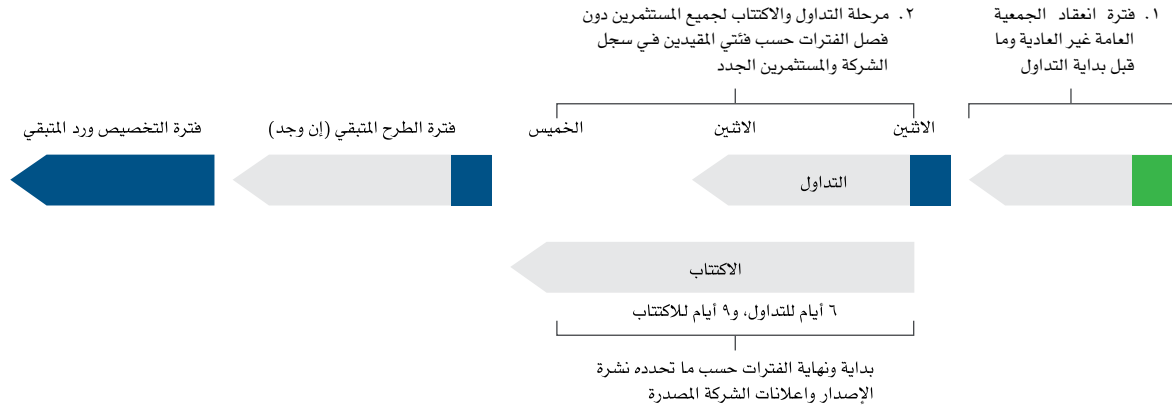 ١. فترة انعقاد الجمعية
العامة غير العادية وما
قبل بداية التداول
٢. مرحلة التداول والاكتتاب لجميع المستثمرين دون
فصل الفترات حسب فئتي المقيدين في سجل
الشركة والمستثمرين الجدد
الاثنين
الاثنين
الخميس
فترة الطرح المتبقي (إن وجد)
فترة التخصيص ورد المتبقي
التداول
الاكتتاب
٦ أيام للتداول، و٩ أيام للاكتتاب
بداية ونهاية الفترات حسب ما تحدده نشرة
الإصدار واعلانات الشركة المصدرة